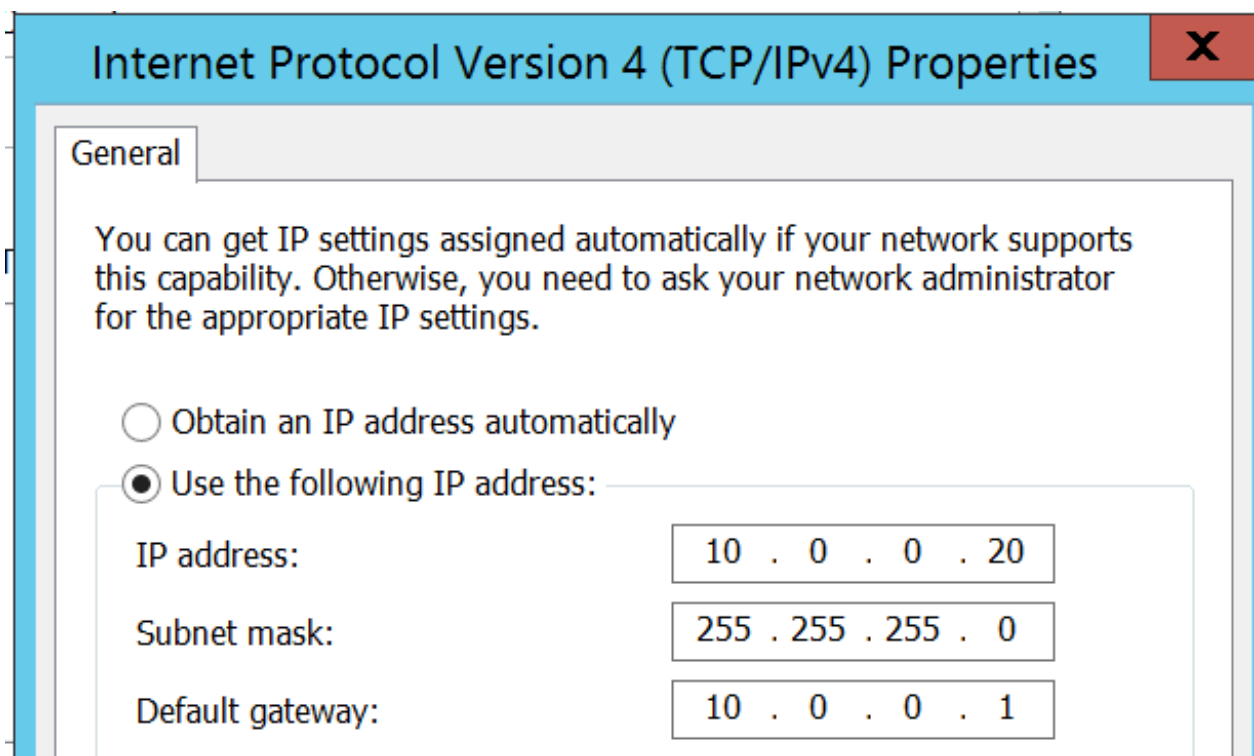 Internet Protocol Version 4 (TCP/IPv4) Properties
X
General
You can get IP settings assigned automatically if your network supports
this capability. Otherwise, you need to ask your network administrator
for the appropriate IP settings.
Obtain an IP address automatically
Use the following IP address:
IP address: 10 . 0 . 0 . 20
Subnet mask: 255 . 255 . 255 . 0
Default gateway: 10 . 0 . 0 . 1